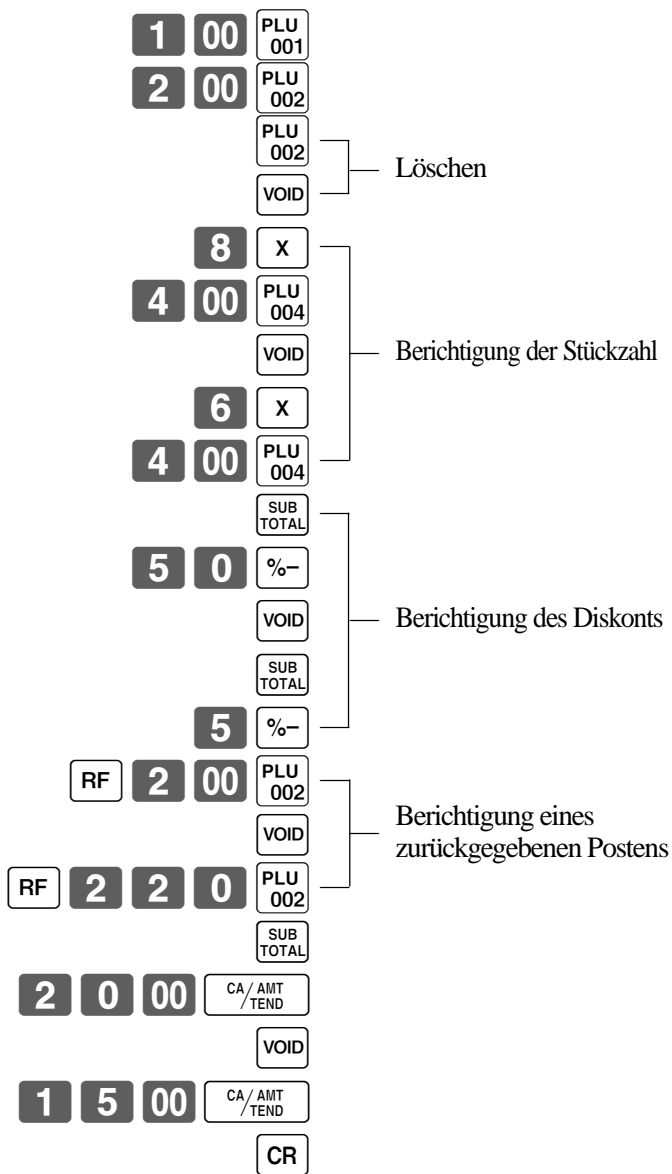 1 00 PLU 001
2 00 PLU 002
PLU 002
VOID
Löschen
8 X
4 00 PLU 004
VOID
6 X
4 00 PLU 004
Berichtigung der Stückzahl
SUB TOTAL
5 0 %–
VOID
SUB TOTAL
5 %–
Berichtigung des Diskonts
RF 2 00 PLU 002
VOID
RF 2 2 0 PLU 002
Berichtigung eines
zurückgegebenen Postens
SUB TOTAL
2 0 00 CA/AMT TEND
VOID
1 5 00 CA/AMT TEND
CR